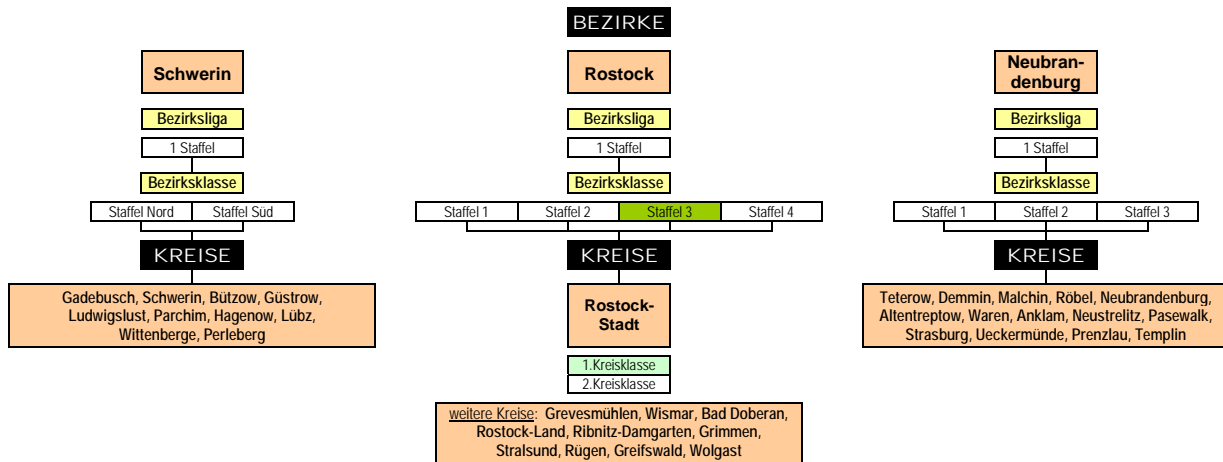 BEZIRKE
Schwerin
Rostock
Neubran-
denburg
Bezirksliga
Bezirksliga
Bezirksliga
1 Staffel
1 Staffel
1 Staffel
Bezirksklasse
Bezirksklasse
Bezirksklasse
Staffel Nord
Staffel Süd
Staffel 1
Staffel 2
Staffel 3
Staffel 4
Staffel 1
Staffel 2
Staffel 3
KREISE
KREISE
KREISE
Gadebusch, Schwerin, Bützow, Güstrow,
Ludwigslust, Parchim, Hagenow, Lübz,
Wittenberge, Perleberg
Rostock-
Stadt
Teterow, Demmin, Malchin, Röbel, Neubrandenburg,
Altentreptow, Waren, Anklam, Neustrelitz, Pasewalk,
Strasburg, Ueckermünde, Prenzlau, Templin
1.Kreisklasse
2.Kreisklasse
weitere Kreise: Grevesmühlen, Wismar, Bad Doberan,
Rostock-Land, Ribnitz-Damgarten, Grimmen,
Stralsund, Rügen, Greifswald, Wolgast